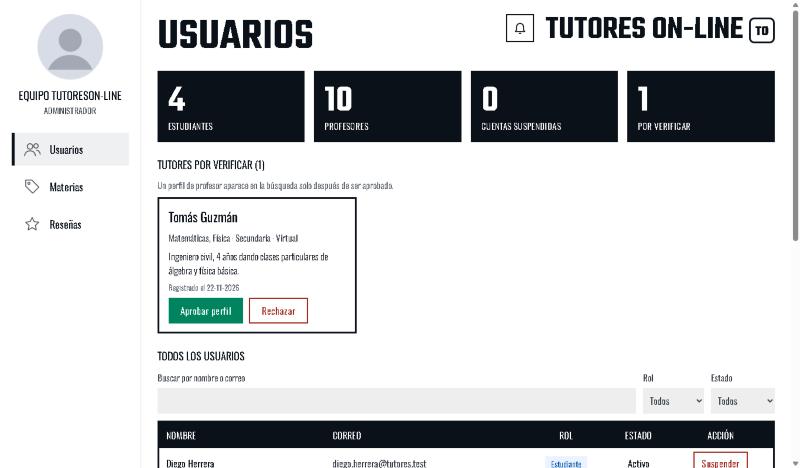 USUARIOS
TUTORES ON-LINE TO
EQUIPO TUTORESON-LINE
ADMINISTRADOR
Usuarios
Materias
Reseñas
4
ESTUDIANTES
10
PROFESORES
0
CUENTAS SUSPENDIDAS
1
POR VERIFICAR
TUTORES POR VERIFICAR (1)
Un perfil de profesor aparece en la búsqueda solo después de ser aprobado.
Tomás Guzmán
Matemáticas, Física · Secundaria · Virtual
Ingeniero civil, 4 años dando clases particulares de
álgebra y física básica.
Registrado el 22-11-2026
Aprobar perfil Rechazar
TODOS LOS USUARIOS
Buscar por nombre o correo Rol Estado
Todos Todos
NOMBRE CORREO ROL ESTADO ACCIÓN
Diego Herrera diego.herrera@tutores.test Estudiante Activo Suspender